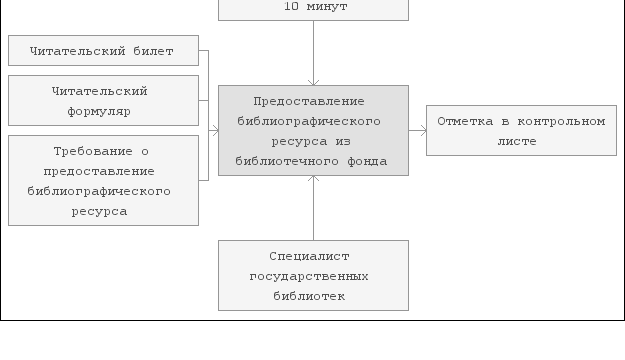 10 минут
Читательский билет
Читательский
формуляр
Требование о
предоставление
библиографического
ресурса
Предоставление
библиографического
ресурса из
библиотечного фонда
Отметка в контрольном
листе
Специалист
государственных
библиотек